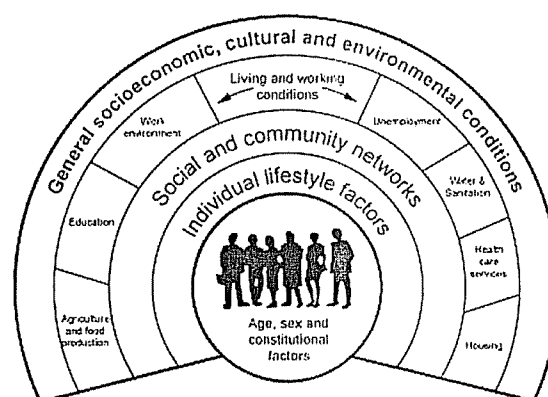 General socioeconomic, cultural and environmental conditions
Living and working
conditions
Work
environment
Unemployment
Social and community networks
Individual lifestyle factors
Education
Water &
Sanitation
Health
care
services
Agriculture
and food
production
Housing
Age, sex and
constitutional
factors